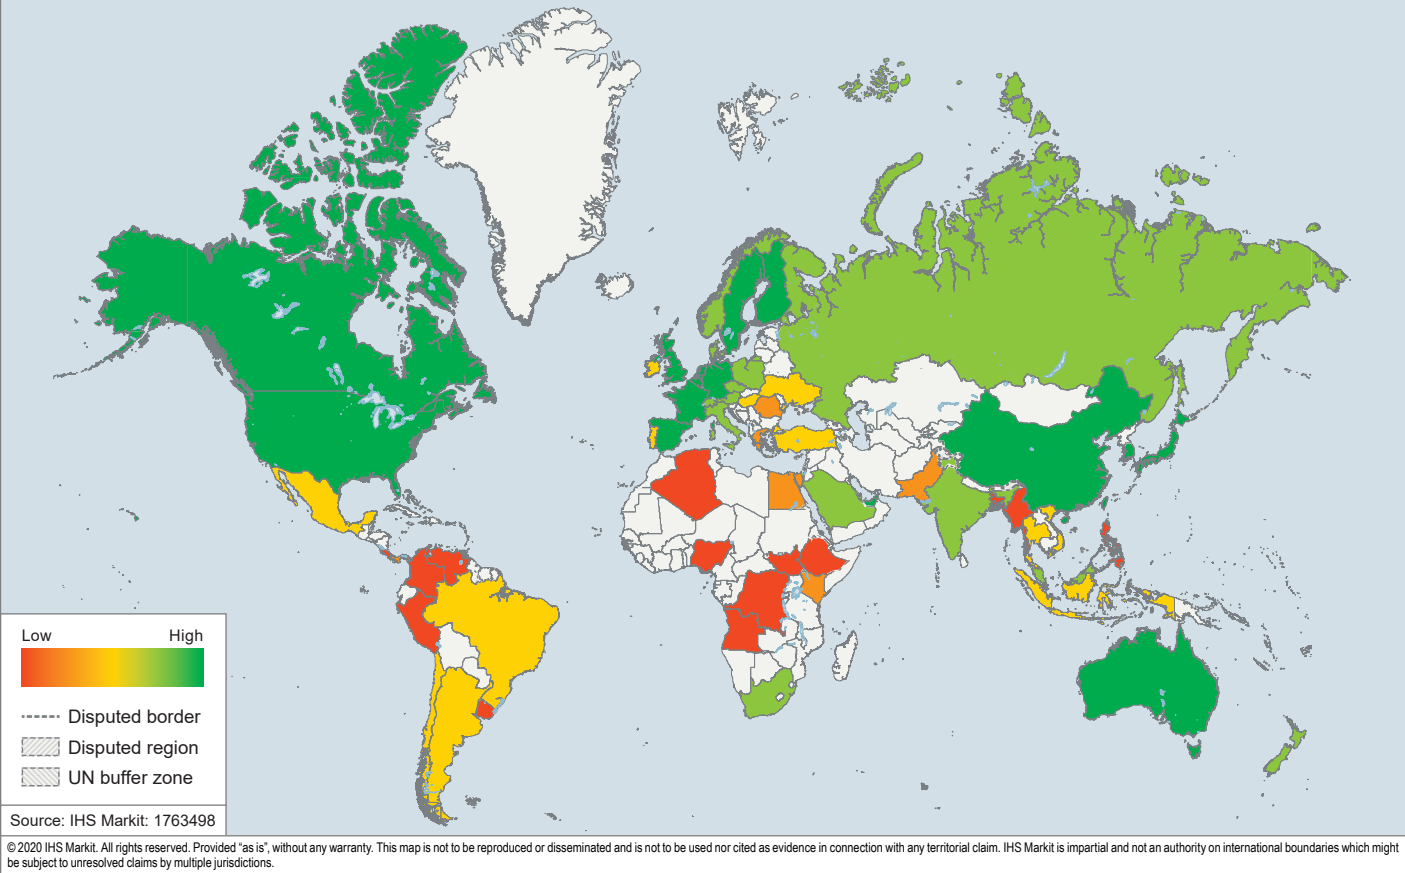 Low High
Disputed border
Disputed region
UN buffer zone
Source: IHS Markit: 1763498
© 2020 IHS Markit. All rights reserved. Provided “as is”, without any warranty. This map is not to be reproduced or disseminated and is not to be used nor cited as evidence in connection with any territorial claim. IHS Markit is impartial and not an authority on international boundaries which might
be subject to unresolved claims by multiple jurisdictions.